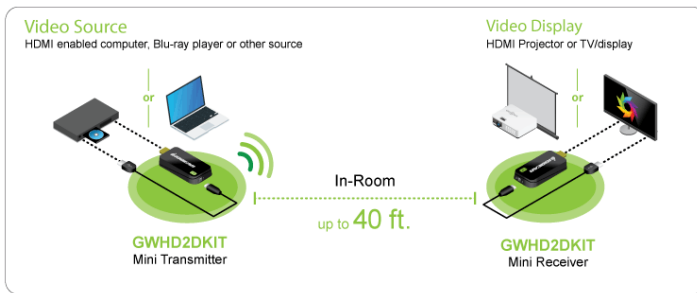 Video Source
HDMI enabled computer, Blu-ray player or other source
or
Video Display
HDMI Projector or TV/display
or
In-Room
up to 40 ft.
GWHD2DKIT
Mini Transmitter
GWHD2DKIT
Mini Receiver